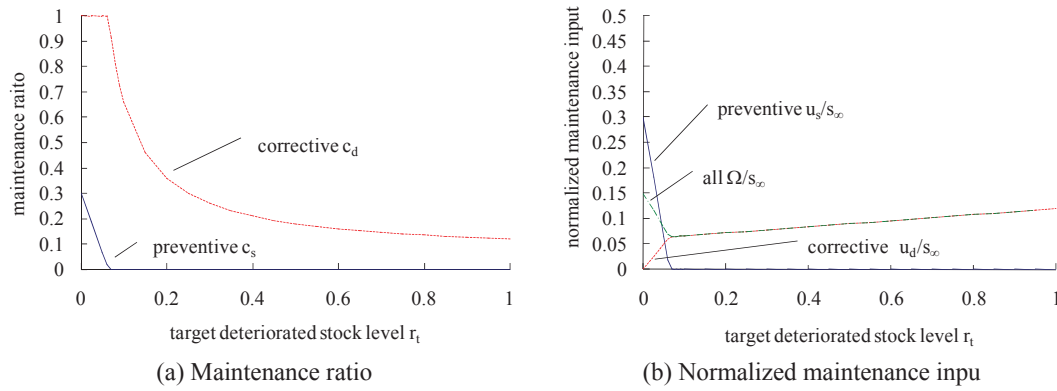 1
0.9
0.8
0.7
0.6
0.5
0.4
0.3
0.2
0.1
0
maintenance raito
corrective c_d
preventive c_s
0 0.2 0.4 0.6 0.8 1
target deteriorated stock level r_t
(a) Maintenance ratio
0.5
0.45
0.4
0.35
0.3
0.25
0.2
0.15
0.1
0.05
0
normalized maintenance input
preventive u_s/s_∞
all Ω/s_∞
corrective u_d/s_∞
0 0.2 0.4 0.6 0.8 1
target deteriorated stock level r_t
(b) Normalized maintenance inpu